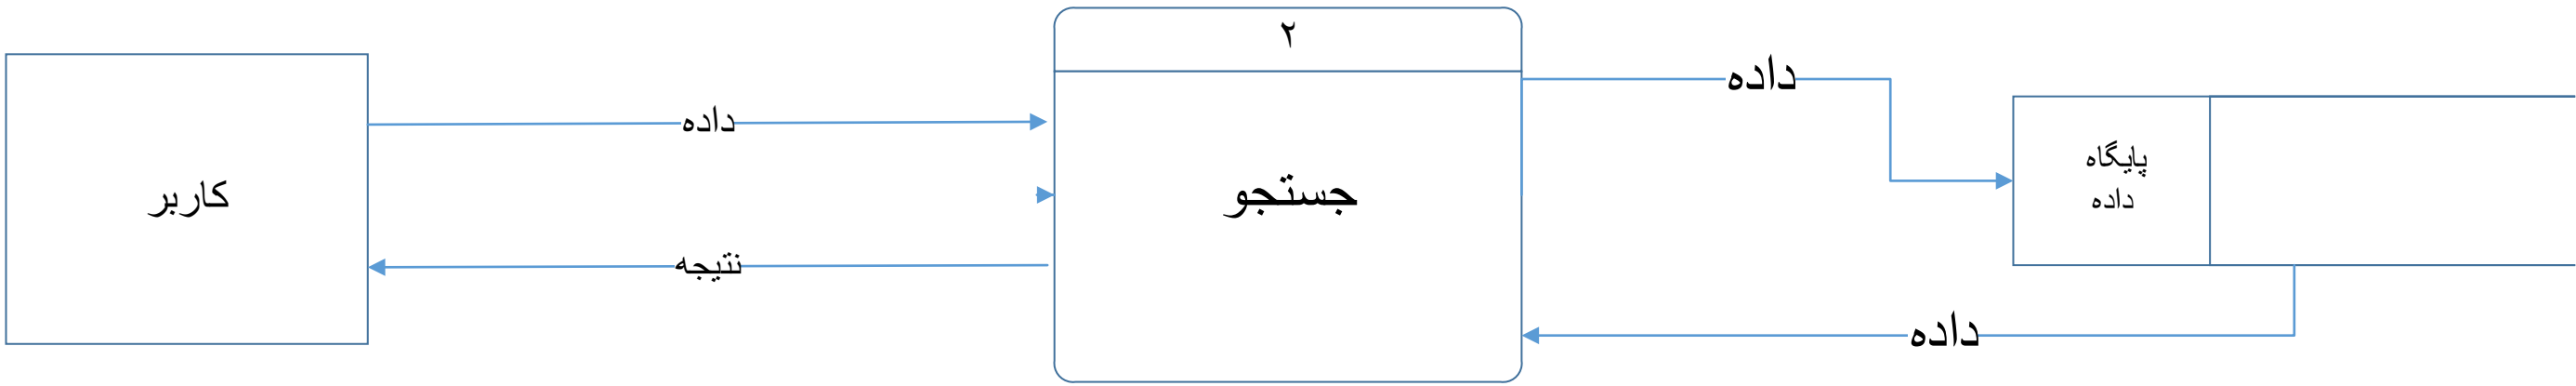 ۲
داده
داده
پایگاه
داده
جستجو
کاربر
نتیجه
داده